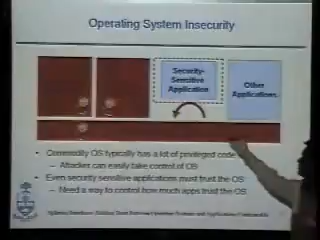 Operating System Insecurity
Security-
Sensitive
Application
Other
Applications
Commodity OS typically has a lot of privileged code
– Attacker can easily take control of OS
Even security sensitive applications must trust the OS
– Need a way to control how much apps trust the OS